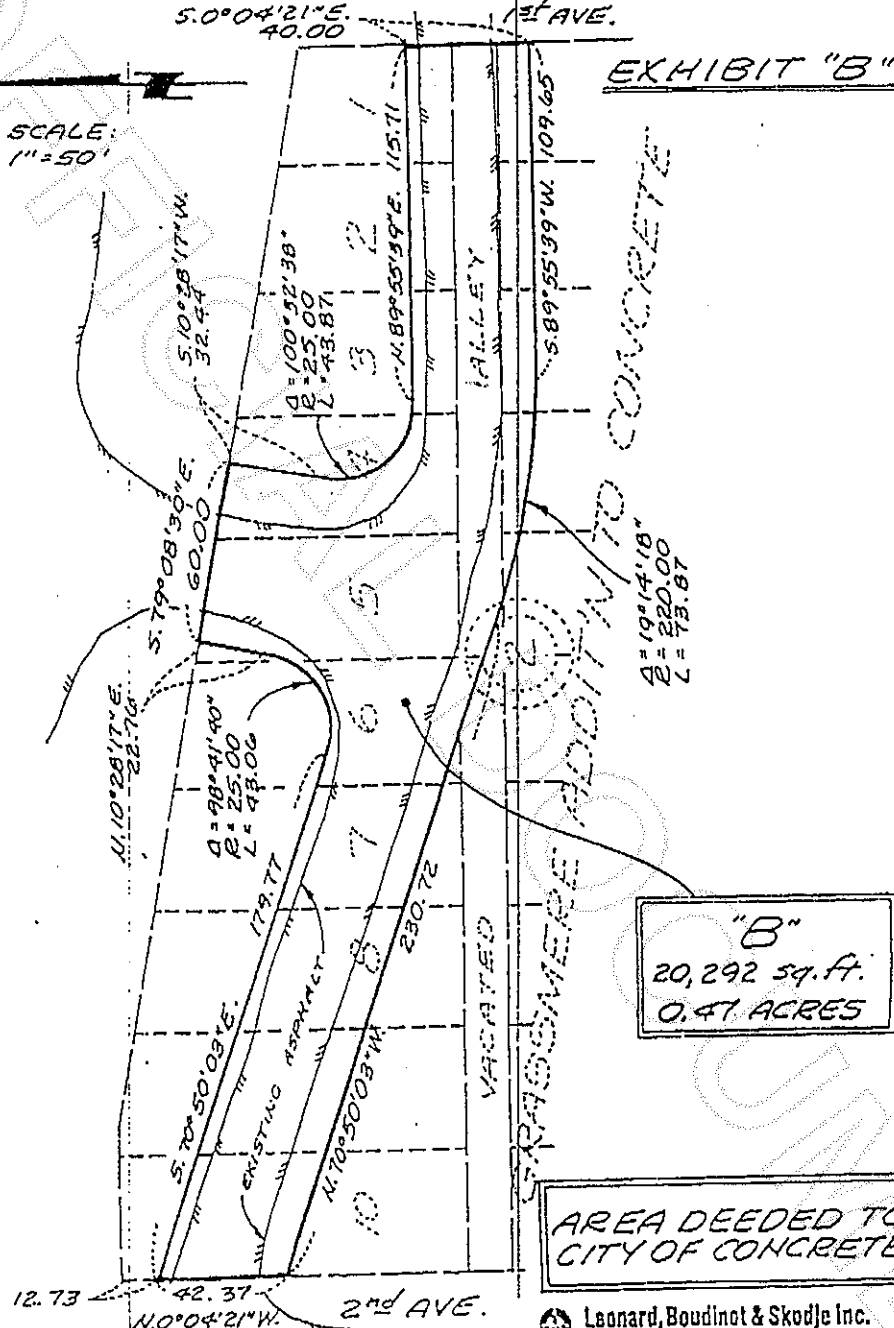 S.0°04'21"E.
40.00
1st AVE.
EXHIBIT "B"
SCALE:
1"=50'
1
2
3
4
5
6
7
8
10
N.89°55'39"E. 115.71
S.89°55'39"W. 109.65
ALLEY
S.10°28'17"W.
32.44
Δ=100°32'38"
R=25.00
L=43.87
S.79°08'30"E.
60.00
Δ=19°14'18"
R=220.00
L=73.87
N.10°28'17"E.
22.76
Δ=98°41'40"
R=25.00
L=43.06
179.77
S.70°50'03"E.
230.72
N.70°50'03"W.
EXISTING ASPHALT
VACATED
GRASSMERE ADDIT'N TO CONCRETE
2
"B"
20,292 sq.ft.
0.47 ACRES
AREA DEEDED TO
CITY OF CONCRETE
12.73
42.37
N.0°04'21"W.
2nd AVE.
Leonard, Boudinot & Skodje Inc.